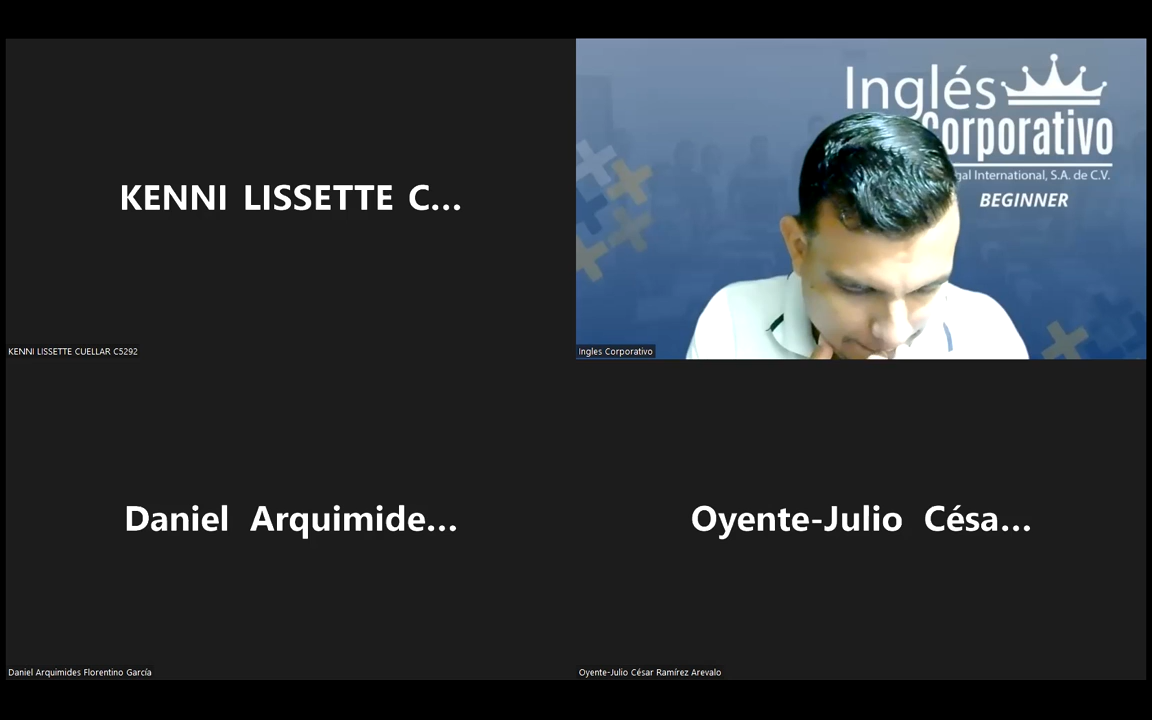 KENNI LISSETTE C...
KENNI LISSETTE CUELLAR C5292
Inglés
Corporativo
gal International, S.A. de C.V.
BEGINNER
Ingles Corporativo
Daniel Arquimide...
Daniel Arquimides Florentino García
Oyente-Julio Césa...
Oyente-Julio César Ramírez Arevalo